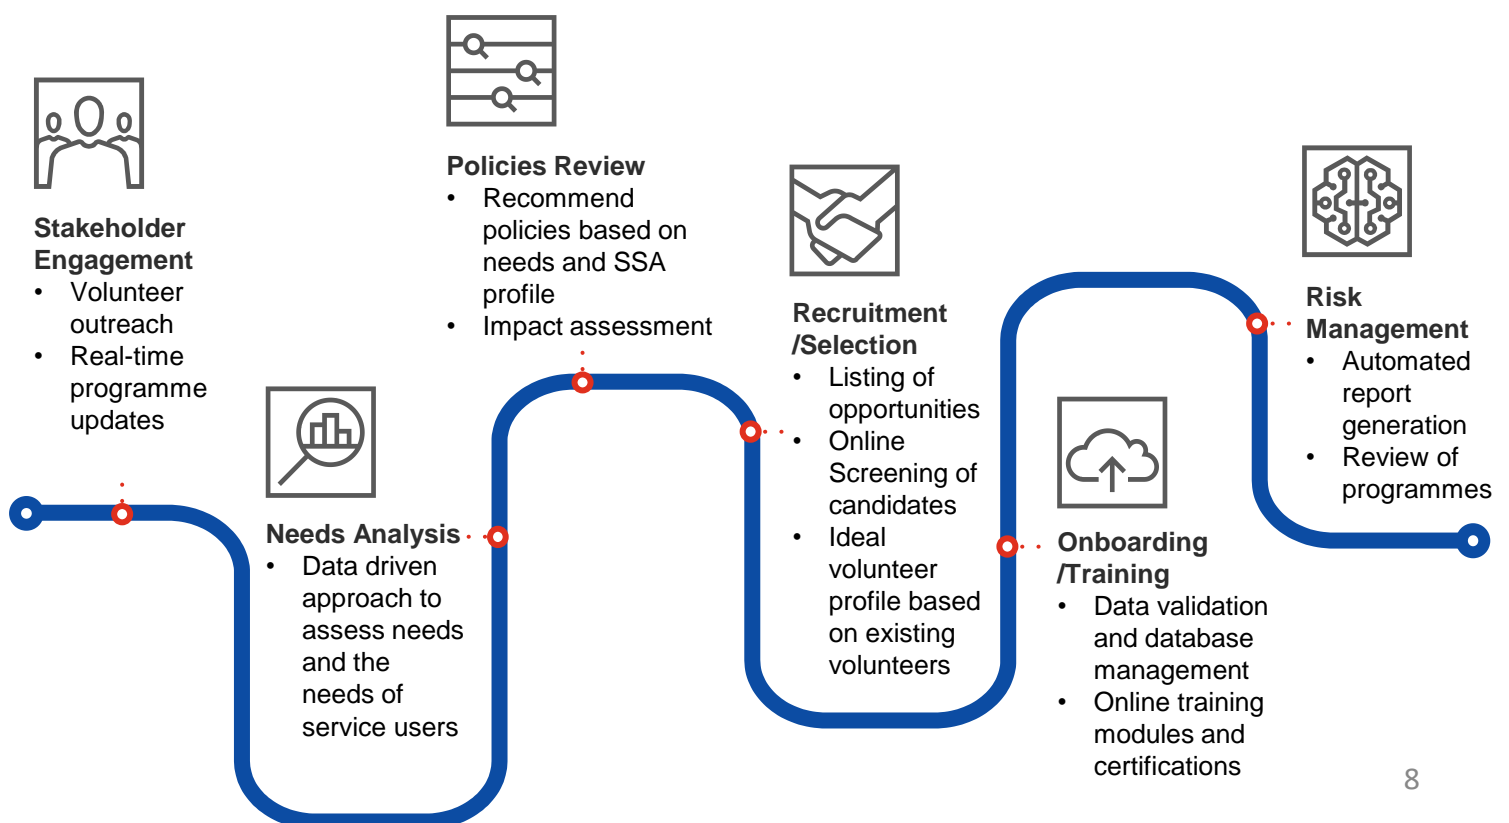 Stakeholder
Engagement
• Volunteer
outreach
• Real-time
programme
updates
Needs Analysis
• Data driven
approach to
assess needs
and the
needs of
service users
Policies Review
• Recommend
policies based on
needs and SSA
profile
• Impact assessment
Recruitment
/Selection
• Listing of
opportunities
• Online
Screening of
candidates
• Ideal
volunteer
profile based
on existing
volunteers
Onboarding
/Training
• Data validation
and database
management
• Online training
modules and
certifications
Risk
Management
• Automated
report
generation
• Review of
programmes
8